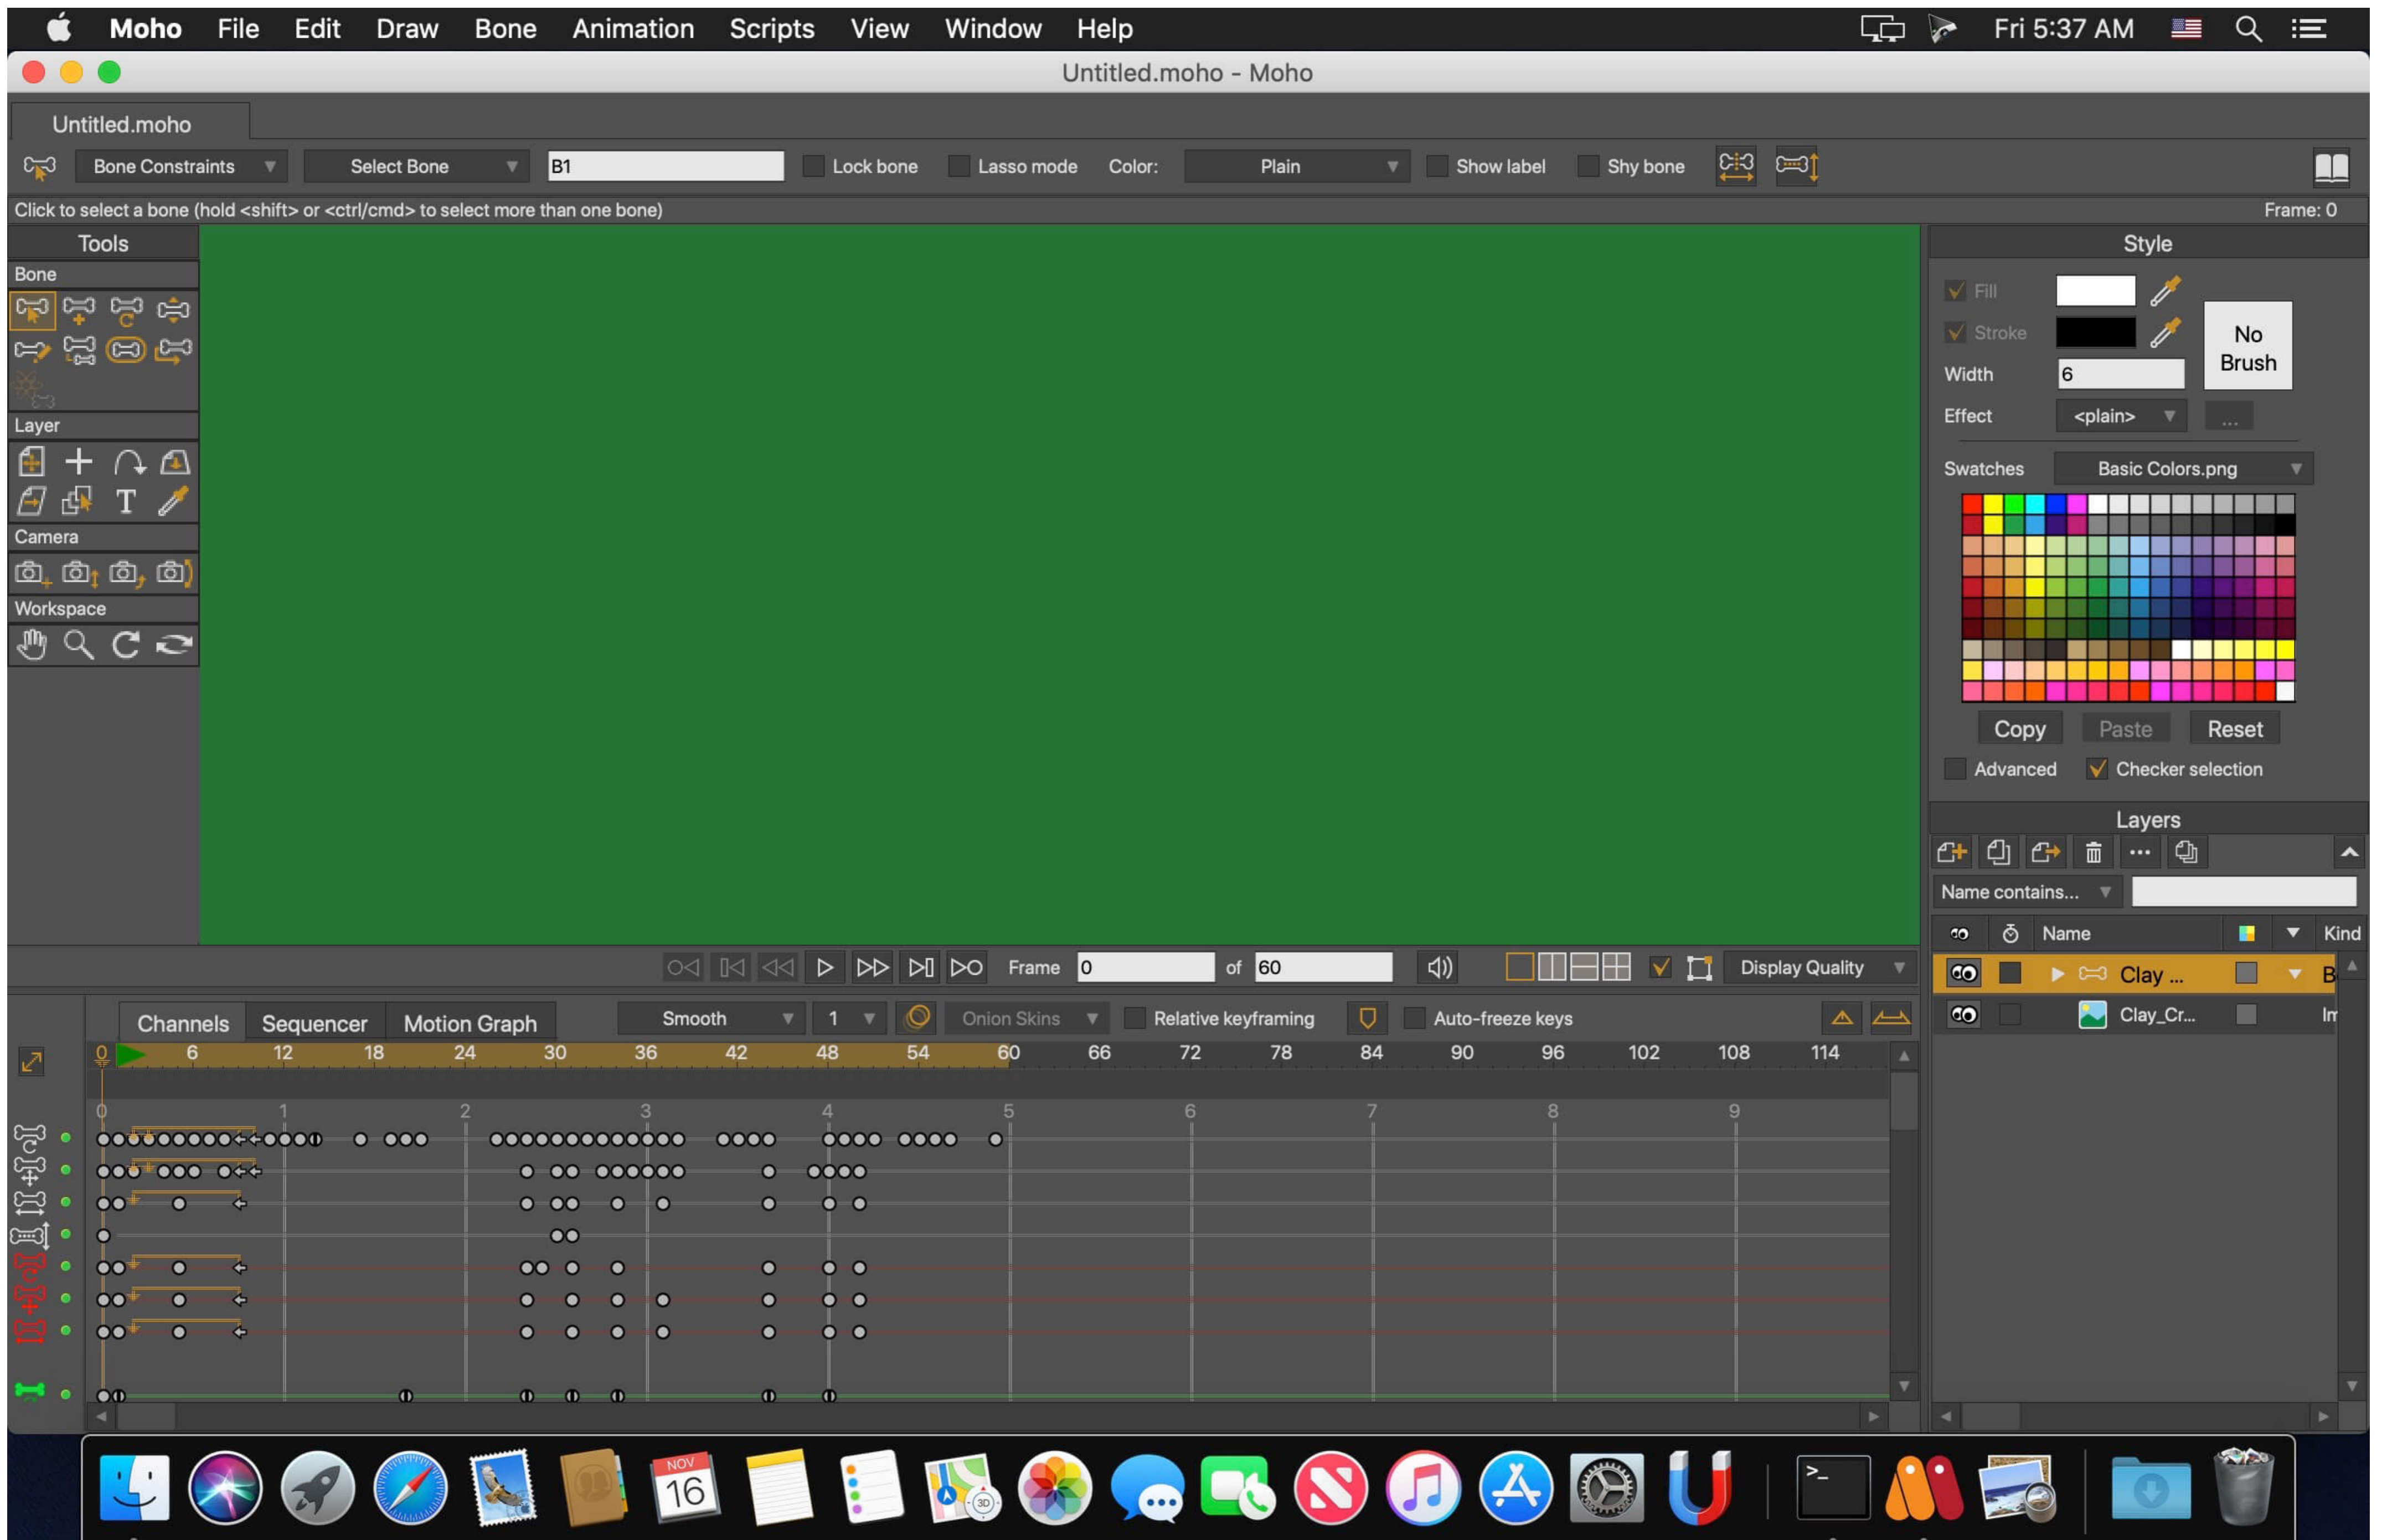 Moho File Edit Draw Bone Animation Scripts View Window Help Fri 5:37 AM
Untitled.moho - Moho
Untitled.moho
Bone Constraints Select Bone B1 Lock bone Lasso mode Color: Plain Show label Shy bone
Click to select a bone (hold <shift> or <ctrl/cmd> to select more than one bone) Frame: 0
Tools
Bone
Layer
T
Camera
Workspace
Style
Fill
Stroke
No
Brush
Width 6
Effect <plain> ...
Swatches Basic Colors.png
Copy Paste Reset
Advanced Checker selection
Layers
Name contains...
Name Kind
Clay ... B
Clay_Cr... Im
Frame 0 of 60 Display Quality
Channels Sequencer Motion Graph Smooth 1 Onion Skins Relative keyframing Auto-freeze keys
0 6 12 18 24 30 36 42 48 54 60 66 72 78 84 90 96 102 108 114
0 1 2 3 4 5 6 7 8 9
NOV
16
3D
>_